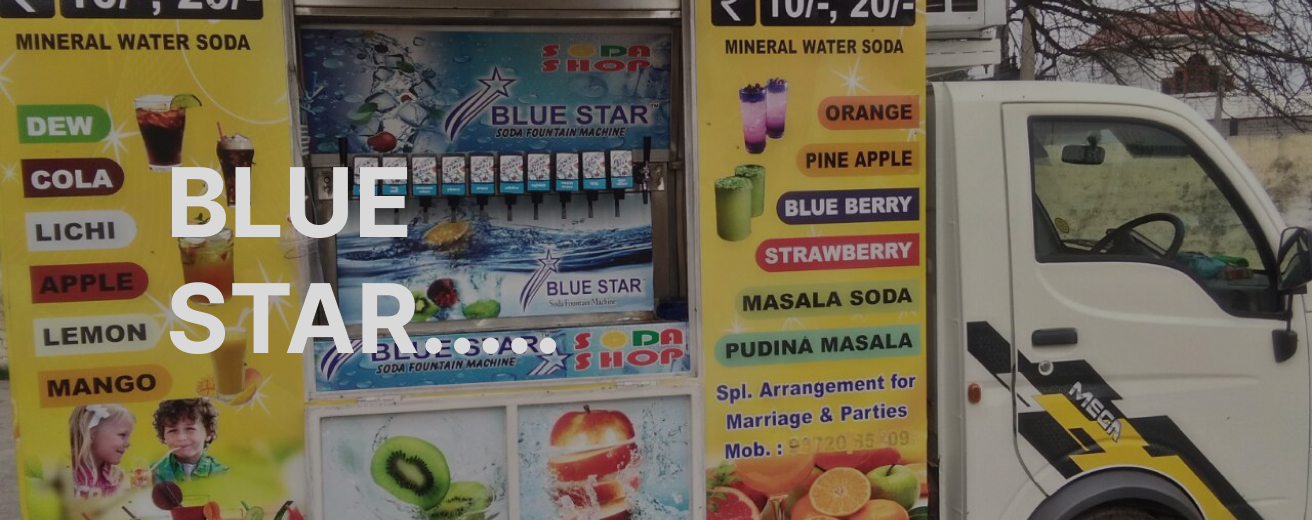 ₹ 10/-, 20/-
MINERAL WATER SODA
DEW
COLA
LICHI
APPLE
LEMON
MANGO
SODA
SHOP
BLUE STAR™
SODA FOUNTAIN MACHINE
BLUE STAR
Soda Fountain Machine
BLUE STAR
SODA FOUNTAIN MACHINE
SODA
SHOP
BLUE
STAR.....
₹ 10/-, 20/-
MINERAL WATER SODA
ORANGE
PINE APPLE
BLUE BERRY
STRAWBERRY
MASALA SODA
PUDINA MASALA
Spl. Arrangement for
Marriage & Parties
Mob. :
MEGA